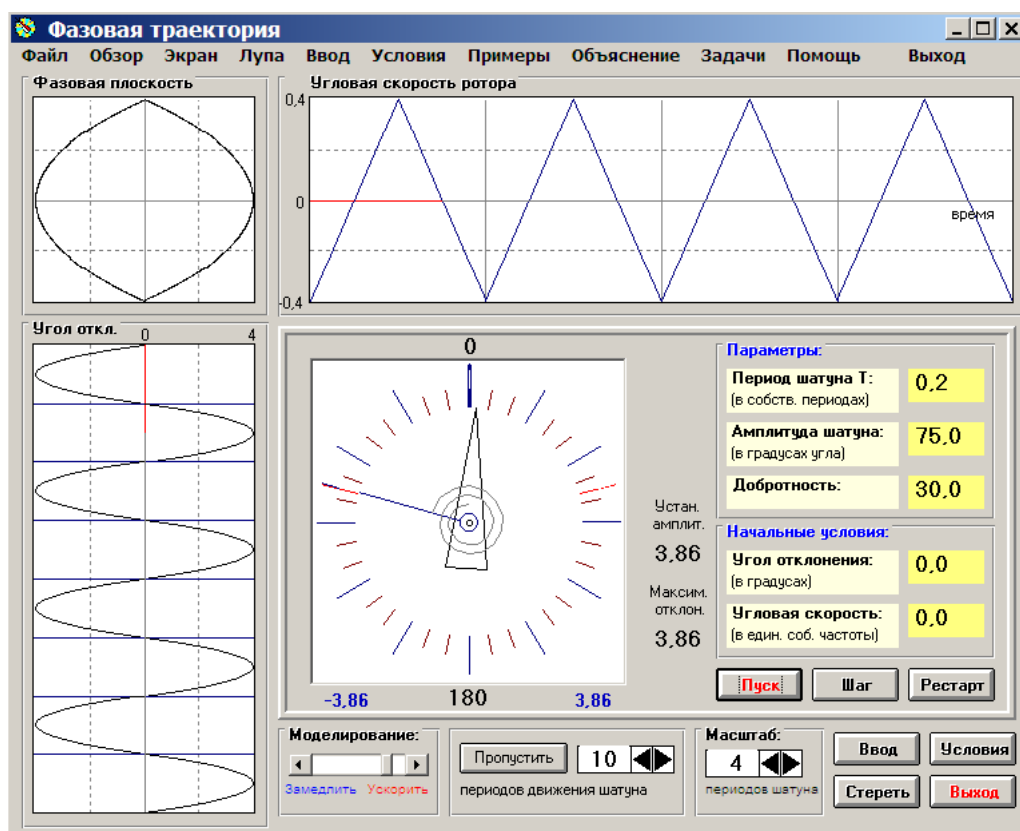 Фазовая траектория
Файл Обзор Экран Лупа Ввод Условия Примеры Объяснение Задачи Помощь Выход
Фазовая плоскость
Угловая скорость ротора
0,4
0
-0,4
время
Угол откл.
0
4
0
180
-3,86
3,86
Устан.
амплит.
3,86
Максим.
отклон.
3,86
Параметры:
Период шатуна T:
(в собств. периодах)
0,2
Амплитуда шатуна:
(в градусах угла)
75,0
Добротность:
30,0
Начальные условия:
Угол отклонения:
(в градусах)
0,0
Угловая скорость:
(в един. соб. частоты)
0,0
Пуск
Шаг
Рестарт
Моделирование:
Замедлить Ускорить
Пропустить
10
периодов движения шатуна
Масштаб:
4
периодов шатуна
Ввод
Условия
Стереть
Выход